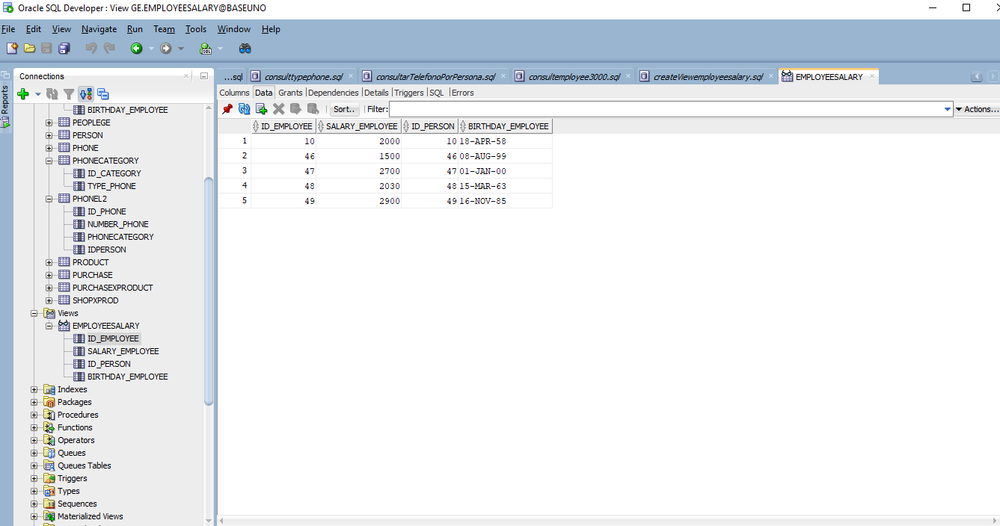 Oracle SQL Developer : View GE.EMPLOYEESALARY@BASEUNO
File Edit View Navigate Run Team Tools Window Help
SQL
Reports
Connections
BIRTHDAY_EMPLOYEE
PEOPLEGE
PERSON
PHONE
PHONECATEGORY
ID_CATEGORY
TYPE_PHONE
PHONEL2
ID_PHONE
NUMBER_PHONE
PHONECATEGORY
IDPERSON
PRODUCT
PURCHASE
PURCHASEXPRODUCT
SHOPXPROD
Views
EMPLOYEESALARY
ID_EMPLOYEE
SALARY_EMPLOYEE
ID_PERSON
BIRTHDAY_EMPLOYEE
Indexes
Packages
Procedures
Functions
Operators
Queues
Queues Tables
Triggers
Types
Sequences
Materialized Views
...sql consulttypephone.sql consultarTelefonoPorPersona.sql consultemployee3000.sql createViewemployeesalary.sql EMPLOYEESALARY
Columns Data Grants Dependencies Details Triggers SQL Errors
Sort.. Filter: Actions...
ID_EMPLOYEE SALARY_EMPLOYEE ID_PERSON BIRTHDAY_EMPLOYEE
1 10 2000 10 18-APR-58
2 46 1500 46 08-AUG-99
3 47 2700 47 01-JAN-00
4 48 2030 48 15-MAR-63
5 49 2900 49 16-NOV-85